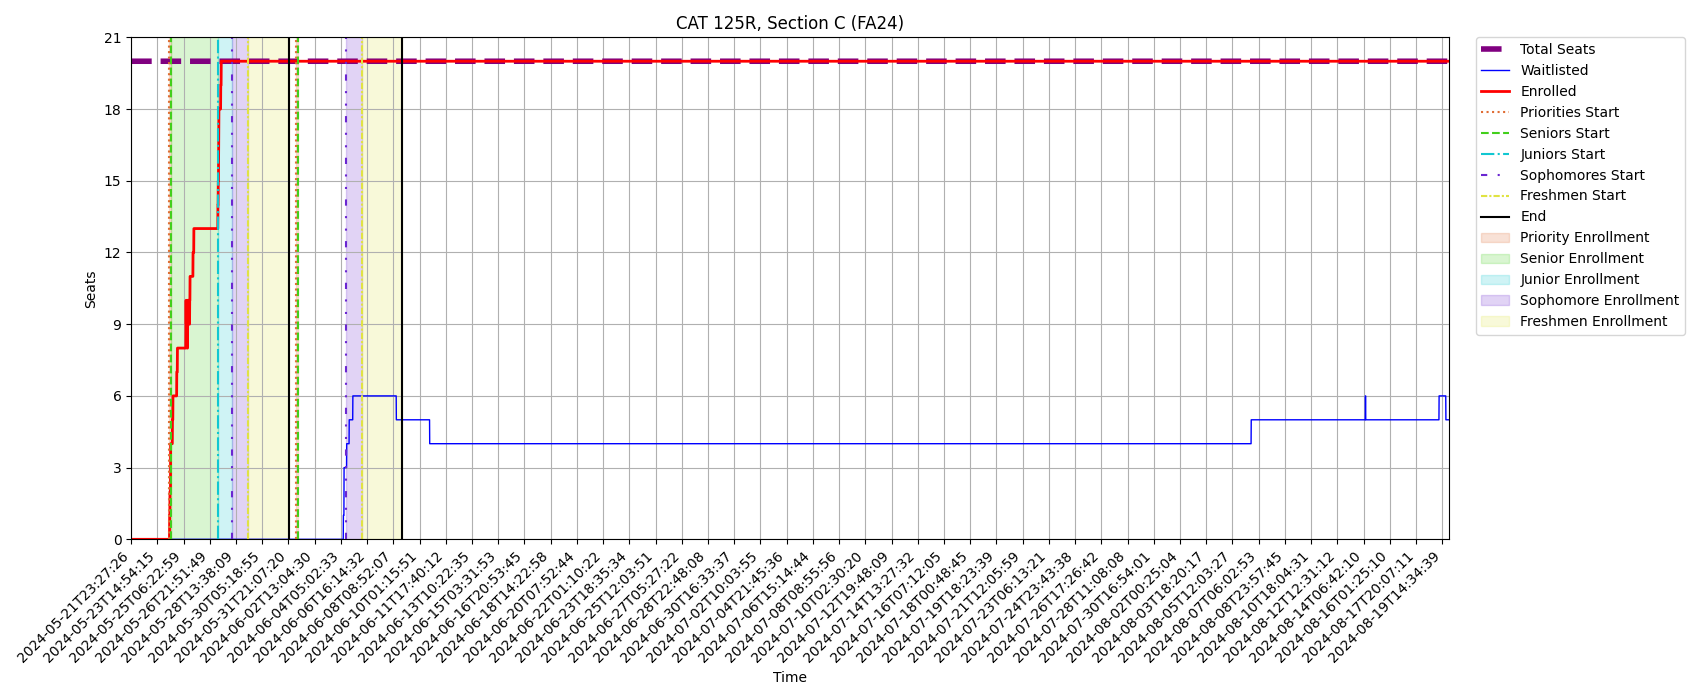 CAT 125R, Section C (FA24)
21
18
15
12
9
6
3
0
Seats
2024-05-21T23:27:26
2024-05-23T14:54:15
2024-05-25T06:22:59
2024-05-26T21:51:49
2024-05-28T13:38:09
2024-05-30T05:18:55
2024-05-31T21:07:20
2024-06-02T13:04:30
2024-06-04T05:02:33
2024-06-06T16:14:32
2024-06-08T08:52:07
2024-06-10T01:15:51
2024-06-11T17:40:12
2024-06-13T10:22:35
2024-06-15T03:31:53
2024-06-16T20:53:45
2024-06-18T14:22:58
2024-06-20T07:52:44
2024-06-22T01:10:22
2024-06-23T18:35:34
2024-06-25T12:03:51
2024-06-27T05:27:22
2024-06-28T22:48:08
2024-06-30T16:33:37
2024-07-02T10:03:55
2024-07-04T21:45:36
2024-07-06T15:14:44
2024-07-08T08:55:56
2024-07-10T02:30:20
2024-07-12T19:48:09
2024-07-14T13:27:32
2024-07-16T07:12:05
2024-07-18T00:48:45
2024-07-19T18:23:39
2024-07-21T12:05:59
2024-07-23T06:13:21
2024-07-24T23:43:38
2024-07-26T17:26:42
2024-07-28T11:08:08
2024-07-30T16:54:01
2024-08-02T00:25:04
2024-08-03T18:20:17
2024-08-05T12:03:27
2024-08-07T06:02:53
2024-08-08T23:57:45
2024-08-10T18:04:31
2024-08-12T12:31:12
2024-08-14T06:42:10
2024-08-16T01:25:10
2024-08-17T20:07:11
2024-08-19T14:34:39
Time
Total Seats
Waitlisted
Enrolled
Priorities Start
Seniors Start
Juniors Start
Sophomores Start
Freshmen Start
End
Priority Enrollment
Senior Enrollment
Junior Enrollment
Sophomore Enrollment
Freshmen Enrollment